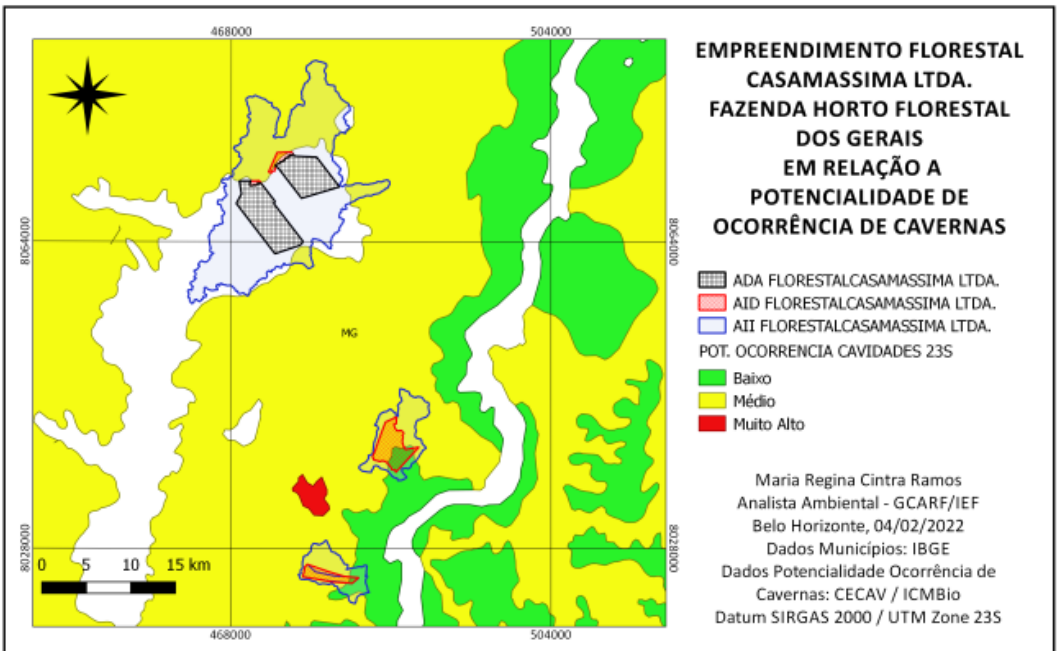 468000
504000
EMPREENDIMENTO FLORESTAL
CASAMASSIMA LTDA.
FAZENDA HORTO FLORESTAL
DOS GERAIS
EM RELAÇÃO A
POTENCIALIDADE DE
OCORRÊNCIA DE CAVERNAS
8064000
8064000
ADA FLORESTALCASAMASSIMA LTDA.
AID FLORESTALCASAMASSIMA LTDA.
AII FLORESTALCASAMASSIMA LTDA.
POT. OCORRENCIA CAVIDADES 23S
Baixo
Médio
Muito Alto
MG
Maria Regina Cintra Ramos
Analista Ambiental - GCARF/IEF
Belo Horizonte, 04/02/2022
Dados Municípios: IBGE
Dados Potencialidade Ocorrência de
Cavernas: CECAV / ICMBio
Datum SIRGAS 2000 / UTM Zone 23S
8028000
8028000
0 5 10 15 km
468000
504000